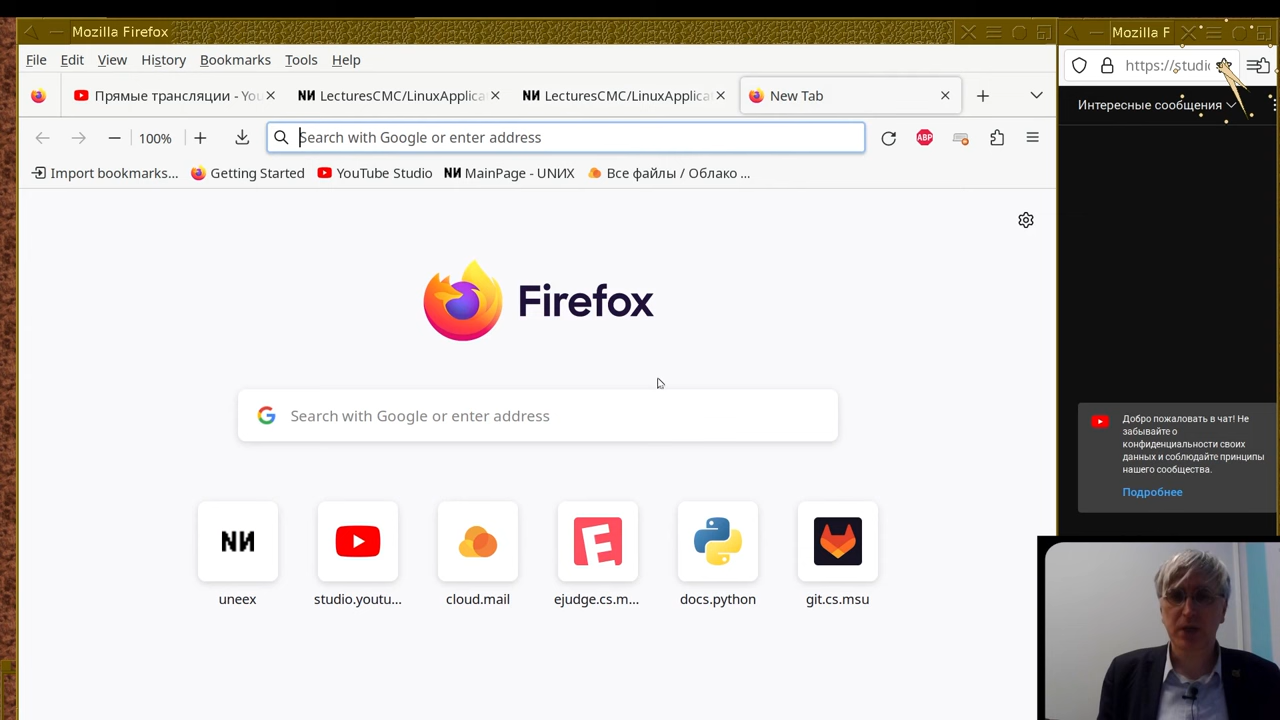 Mozilla Firefox
Mozilla F
File Edit View History Bookmarks Tools Help
https://studi
Прямые трансляции - You
LecturesCMC/LinuxApplica
LecturesCMC/LinuxApplica
New Tab
Интересные сообщения
100%
Search with Google or enter address
ABP
Import bookmarks...
Getting Started
YouTube Studio
ИИ MainPage - UNИX
Все файлы / Облако ...
Firefox
Search with Google or enter address
Добро пожаловать в чат! Не
забывайте о
конфиденциальности своих
данных и соблюдайте принципы
нашего сообщества.
Подробнее
NИ
uneex
studio.youtu...
cloud.mail
ejudge.cs.m...
docs.python
git.cs.msu